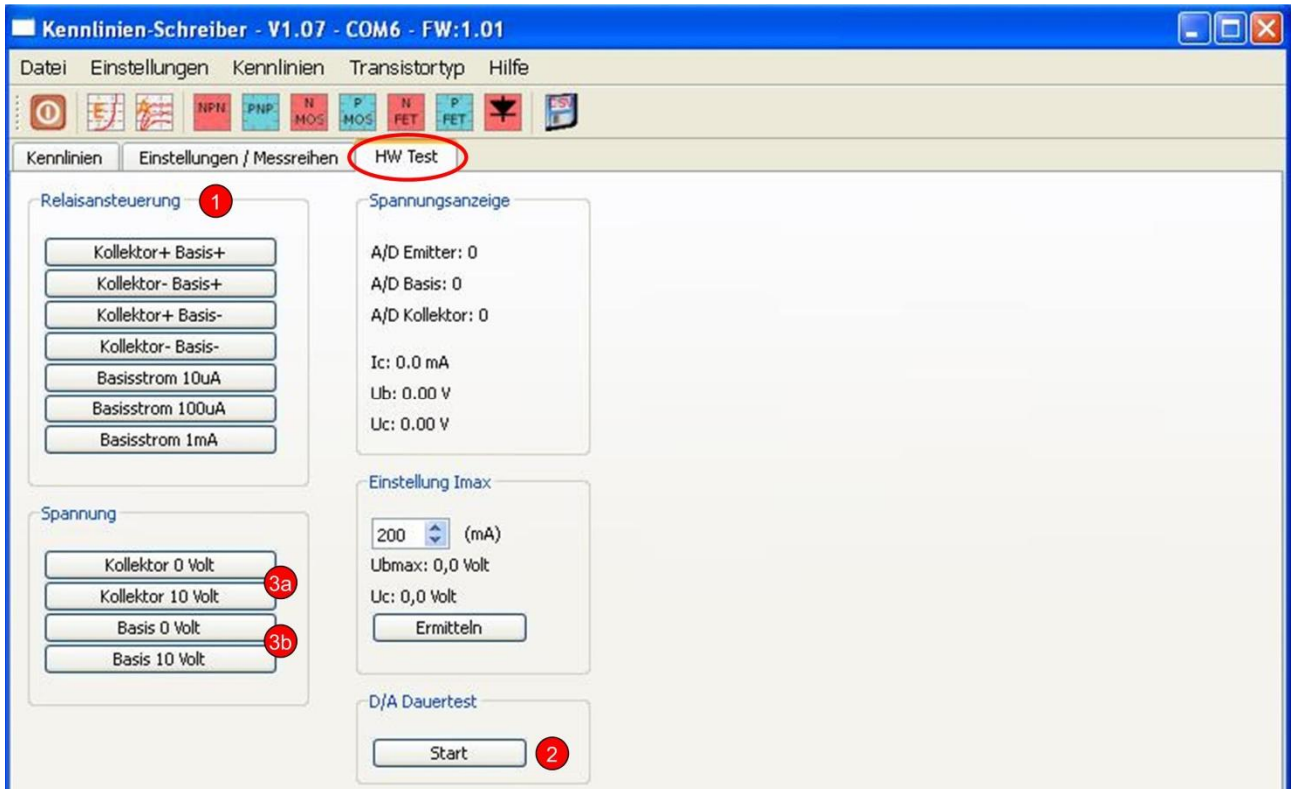 Kennlinien-Schreiber - V1.07 - COM6 - FW:1.01
Datei Einstellungen Kennlinien Transistortyp Hilfe
NPN PNP N MOS P MOS N FET P FET CSV
Kennlinien Einstellungen / Messreihen HW Test
Relaisansteuerung 1
Kollektor+ Basis+
Kollektor- Basis+
Kollektor+ Basis-
Kollektor- Basis-
Basisstrom 10uA
Basisstrom 100uA
Basisstrom 1mA
Spannung
Kollektor 0 Volt
3a
Kollektor 10 Volt
Basis 0 Volt
3b
Basis 10 Volt
Spannungsanzeige
A/D Emitter: 0
A/D Basis: 0
A/D Kollektor: 0
Ic: 0.0 mA
Ub: 0.00 V
Uc: 0.00 V
Einstellung Imax
200 (mA)
Ubmax: 0,0 Volt
Uc: 0,0 Volt
Ermitteln
D/A Dauertest
Start 2